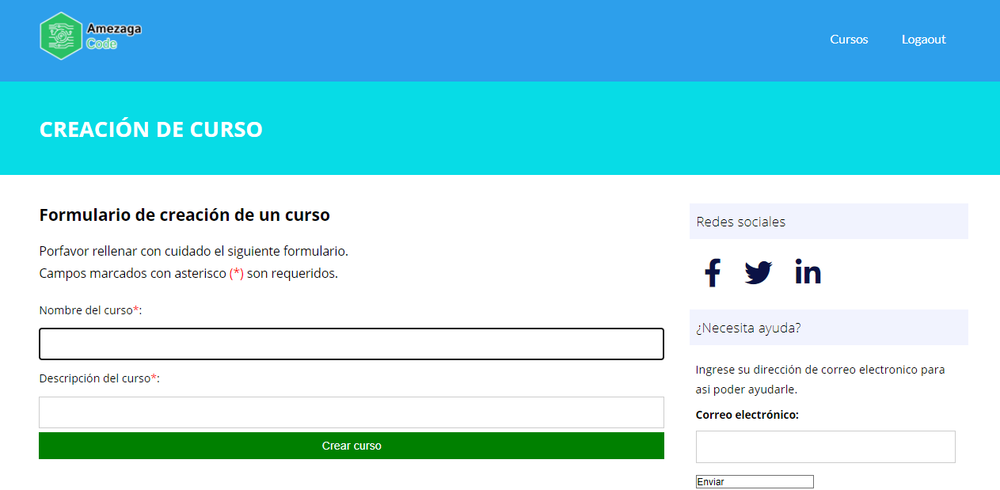 Amezaga
Code
Cursos
Logaout
CREACIÓN DE CURSO
Formulario de creación de un curso
Porfavor rellenar con cuidado el siguiente formulario.
Campos marcados con asterisco (*) son requeridos.
Nombre del curso*:
Descripción del curso*:
Crear curso
Redes sociales
¿Necesita ayuda?
Ingrese su dirección de correo electronico para
asi poder ayudarle.
Correo electrónico:
Enviar